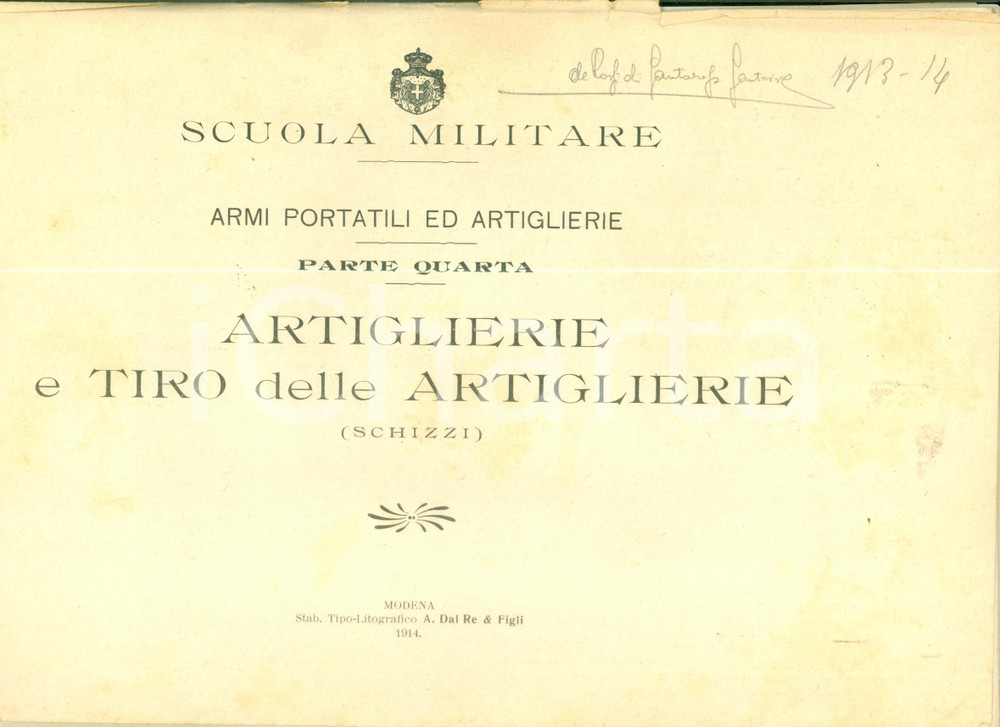 1913-14
SCUOLA MILITARE
ARMI PORTATILI ED ARTIGLIERIE
PARTE QUARTA
ARTIGLIERIE
e TIRO delle ARTIGLIERIE
(SCHIZZI)
MODENA
Stab. Tipo-Litografico A. Dal Re & Figli
1914.
iCharta